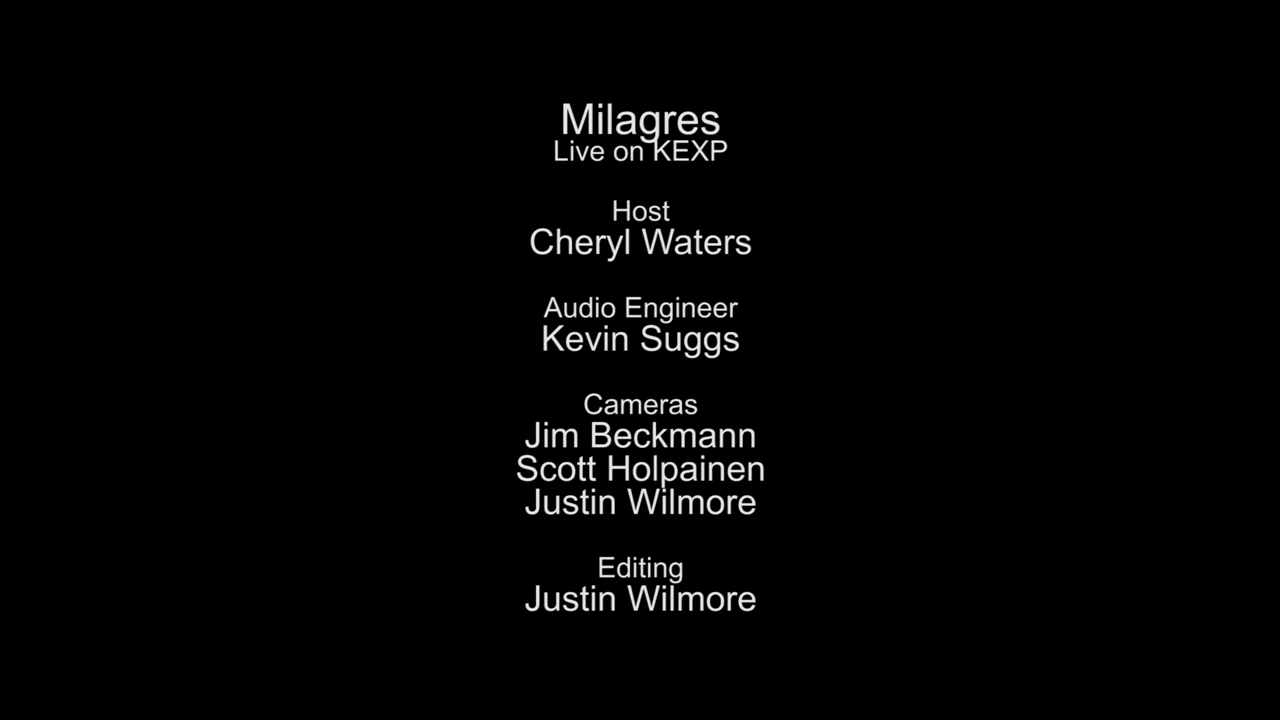 Milagres
Live on KEXP
Host
Cheryl Waters
Audio Engineer
Kevin Suggs
Cameras
Jim Beckmann
Scott Holpainen
Justin Wilmore
Editing
Justin Wilmore